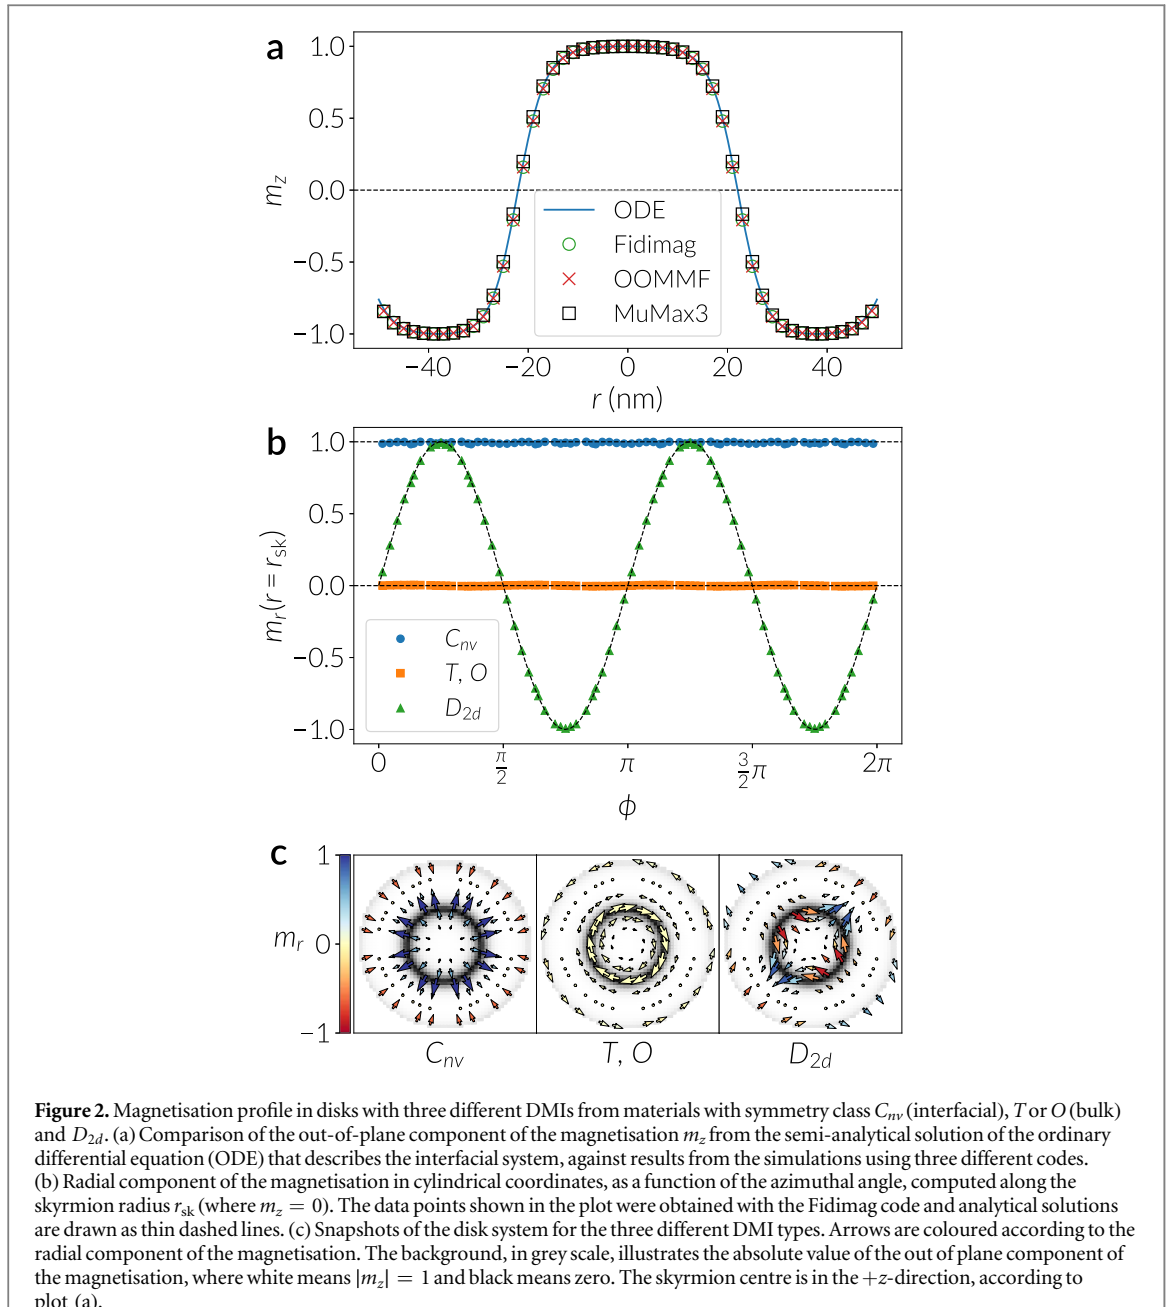 a
1.0
0.5
0.0
−0.5
−1.0
m_z
ODE
Fidimag
OOMMF
MuMax3
−40 −20 0 20 40
r (nm)
b
1.0
0.5
0.0
−0.5
−1.0
m_r(r = r_sk)
C_nv
T, O
D_2d
0 π/2 π 3/2 π 2π
ϕ
c
1
m_r 0
−1
C_nv T, O D_2d
Figure 2. Magnetisation profile in disks with three different DMIs from materials with symmetry class C_nv (interfacial), T or O (bulk)
and D_2d. (a) Comparison of the out-of-plane component of the magnetisation m_z from the semi-analytical solution of the ordinary
differential equation (ODE) that describes the interfacial system, against results from the simulations using three different codes.
(b) Radial component of the magnetisation in cylindrical coordinates, as a function of the azimuthal angle, computed along the
skyrmion radius r_sk (where m_z = 0). The data points shown in the plot were obtained with the Fidimag code and analytical solutions
are drawn as thin dashed lines. (c) Snapshots of the disk system for the three different DMI types. Arrows are coloured according to the
radial component of the magnetisation. The background, in grey scale, illustrates the absolute value of the out of plane component of
the magnetisation, where white means |m_z| = 1 and black means zero. The skyrmion centre is in the +z-direction, according to
plot (a).